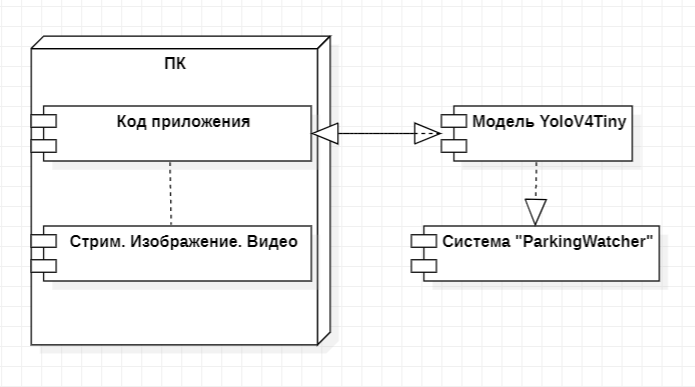 ПК
Код приложения
Модель YoloV4Tiny
Стрим. Изображение. Видео
Система "ParkingWatcher"